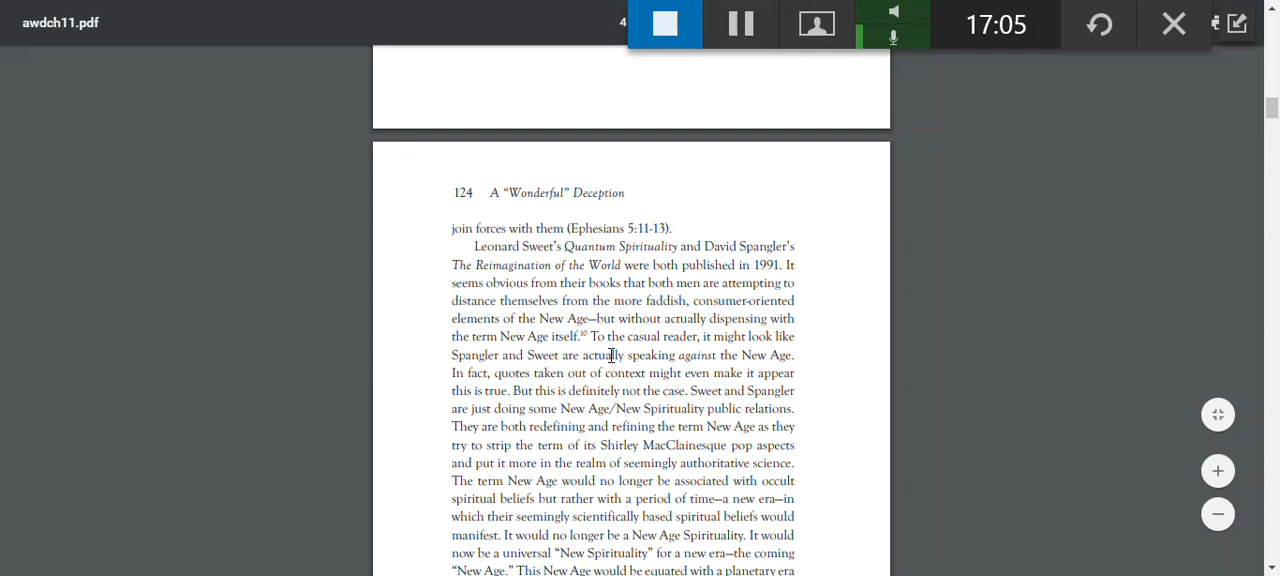 awdch11.pdf
4
17:05
124 A “Wonderful” Deception
join forces with them (Ephesians 5:11-13).
Leonard Sweet’s Quantum Spirituality and David Spangler’s
The Reimagination of the World were both published in 1991. It
seems obvious from their books that both men are attempting to
distance themselves from the more faddish, consumer-oriented
elements of the New Age—but without actually dispensing with
the term New Age itself.10 To the casual reader, it might look like
Spangler and Sweet are actually speaking against the New Age.
In fact, quotes taken out of context might even make it appear
this is true. But this is definitely not the case. Sweet and Spangler
are just doing some New Age/New Spirituality public relations.
They are both redefining and refining the term New Age as they
try to strip the term of its Shirley MacClainesque pop aspects
and put it more in the realm of seemingly authoritative science.
The term New Age would no longer be associated with occult
spiritual beliefs but rather with a period of time—a new era—in
which their seemingly scientifically based spiritual beliefs would
manifest. It would no longer be a New Age Spirituality. It would
now be a universal “New Spirituality” for a new era—the coming
“New Age.” This New Age would be equated with a planetary era